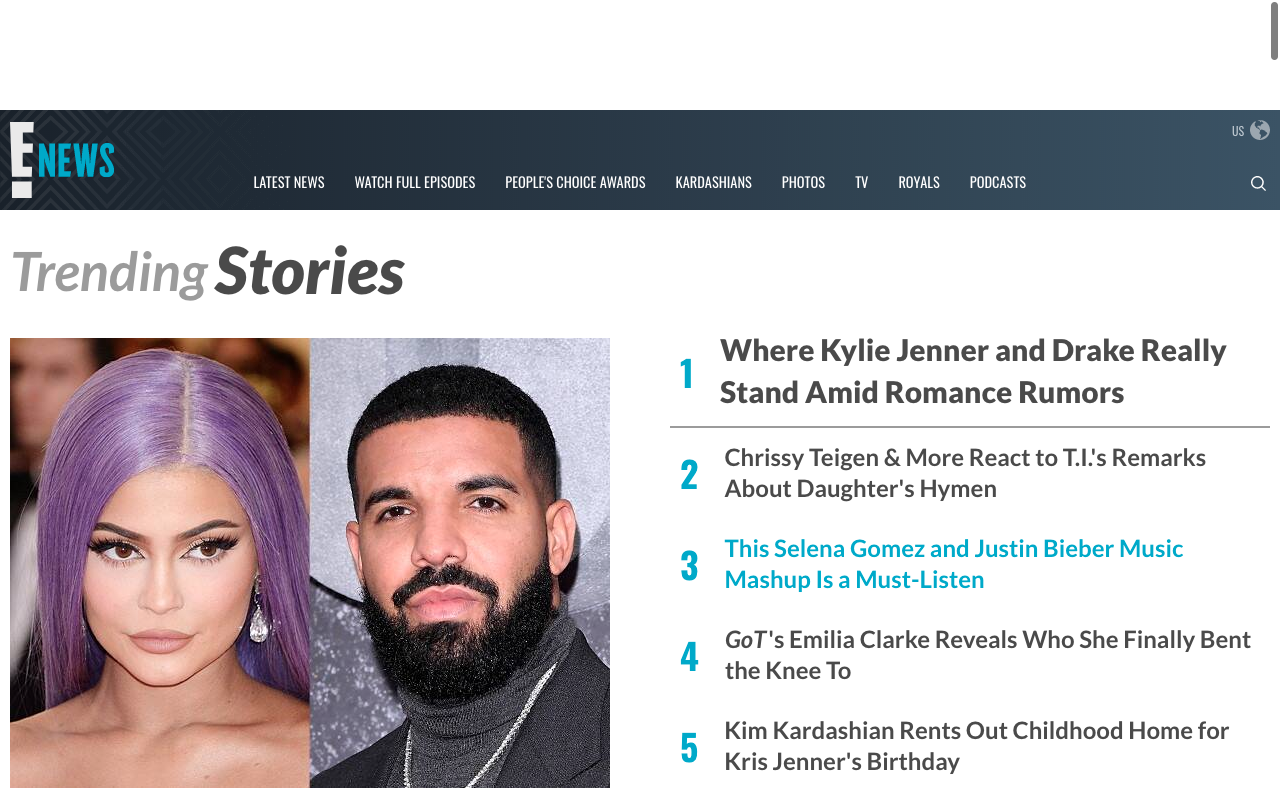 US
E NEWS
LATEST NEWS WATCH FULL EPISODES PEOPLE'S CHOICE AWARDS KARDASHIANS PHOTOS TV ROYALS PODCASTS
Trending Stories
1 Where Kylie Jenner and Drake Really
Stand Amid Romance Rumors
2 Chrissy Teigen & More React to T.I.'s Remarks
About Daughter's Hymen
3 This Selena Gomez and Justin Bieber Music
Mashup Is a Must-Listen
4 GoT's Emilia Clarke Reveals Who She Finally Bent
the Knee To
5 Kim Kardashian Rents Out Childhood Home for
Kris Jenner's Birthday